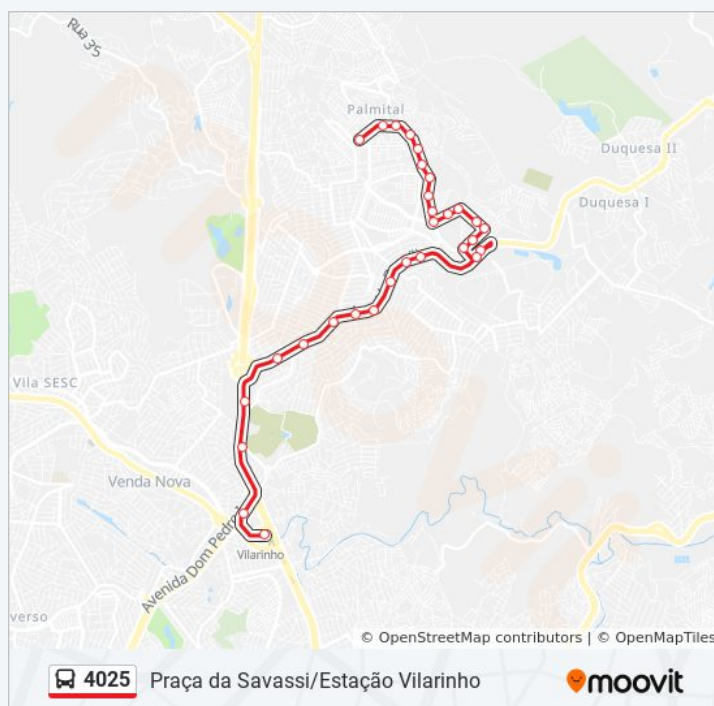 Rua 35
Palmital
Duquesa II
Duquesa I
Vila SESC
Venda Nova
Avenida Dom Pedro I
Vilarinho
verso
© OpenStreetMap contributors | © OpenMapTiles
4025 Praça da Savassi/Estação Vilarinho
moovit